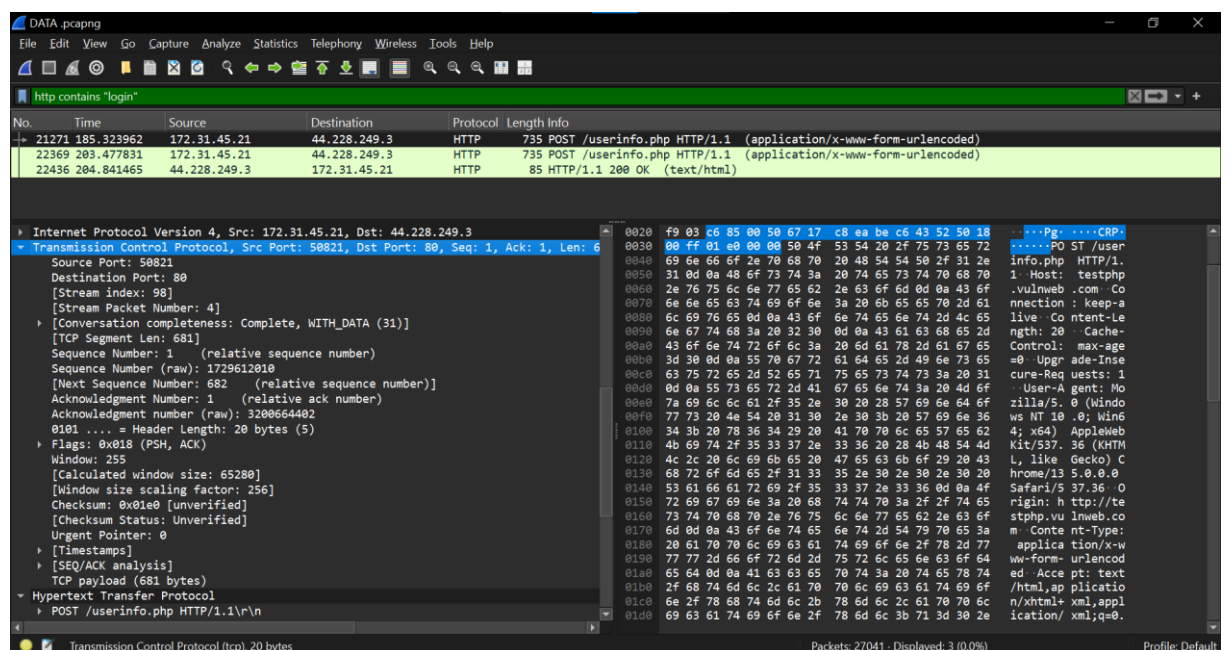 DATA .pcapng
File Edit View Go Capture Analyze Statistics Telephony Wireless Tools Help
http contains "login"
No. Time Source Destination Protocol Length Info
21271 185.323962 172.31.45.21 44.228.249.3 HTTP 735 POST /userinfo.php HTTP/1.1 (application/x-www-form-urlencoded)
22369 203.477831 172.31.45.21 44.228.249.3 HTTP 735 POST /userinfo.php HTTP/1.1 (application/x-www-form-urlencoded)
22436 204.841465 44.228.249.3 172.31.45.21 HTTP 85 HTTP/1.1 200 OK (text/html)
Internet Protocol Version 4, Src: 172.31.45.21, Dst: 44.228.249.3
Transmission Control Protocol, Src Port: 50821, Dst Port: 80, Seq: 1, Ack: 1, Len: 6
Source Port: 50821
Destination Port: 80
[Stream index: 98]
[Stream Packet Number: 4]
[Conversation completeness: Complete, WITH_DATA (31)]
[TCP Segment Len: 681]
Sequence Number: 1 (relative sequence number)
Sequence Number (raw): 1729612010
[Next Sequence Number: 682 (relative sequence number)]
Acknowledgment Number: 1 (relative ack number)
Acknowledgment number (raw): 3200664402
0101 .... = Header Length: 20 bytes (5)
Flags: 0x018 (PSH, ACK)
Window: 255
[Calculated window size: 65280]
[Window size scaling factor: 256]
Checksum: 0x01e0 [unverified]
[Checksum Status: Unverified]
Urgent Pointer: 0
[Timestamps]
[SEQ/ACK analysis]
TCP payload (681 bytes)
Hypertext Transfer Protocol
POST /userinfo.php HTTP/1.1\r\n
0020 f9 03 c6 85 00 50 67 17 c8 ea be c6 43 52 50 18 ·····Pg· ····CRP·
0030 00 ff 01 e0 00 00 50 4f 53 54 20 2f 75 73 65 72 ······PO ST /user
0040 69 6e 66 6f 2e 70 68 70 20 48 54 54 50 2f 31 2e info.php HTTP/1.
0050 31 0d 0a 48 6f 73 74 3a 20 74 65 73 74 70 68 70 1··Host: testphp
0060 2e 76 75 6c 6e 77 65 62 2e 63 6f 6d 0d 0a 43 6f .vulnweb .com··Co
0070 6e 6e 65 63 74 69 6f 6e 3a 20 6b 65 65 70 2d 61 nnection : keep-a
0080 6c 69 76 65 0d 0a 43 6f 6e 74 65 6e 74 2d 4c 65 live··Co ntent-Le
0090 6e 67 74 68 3a 20 32 30 0d 0a 43 61 63 68 65 2d ngth: 20 ··Cache-
00a0 43 6f 6e 74 72 6f 6c 3a 20 6d 61 78 2d 61 67 65 Control: max-age
00b0 3d 30 0d 0a 55 70 67 72 61 64 65 2d 49 6e 73 65 =0··Upgr ade-Inse
00c0 63 75 72 65 2d 52 65 71 75 65 73 74 73 3a 20 31 cure-Req uests: 1
00d0 0d 0a 55 73 65 72 2d 41 67 65 6e 74 3a 20 4d 6f ··User-A gent: Mo
00e0 7a 69 6c 6c 61 2f 35 2e 30 20 28 57 69 6e 64 6f zilla/5. 0 (Windo
00f0 77 73 20 4e 54 20 31 30 2e 30 3b 20 57 69 6e 36 ws NT 10 .0; Win6
0100 34 3b 20 78 36 34 29 20 41 70 70 6c 65 57 65 62 4; x64) AppleWeb
0110 4b 69 74 2f 35 33 37 2e 33 36 20 28 4b 48 54 4d Kit/537. 36 (KHTM
0120 4c 2c 20 6c 69 6b 65 20 47 65 63 6b 6f 29 20 43 L, like Gecko) C
0130 68 72 6f 6d 65 2f 31 33 35 2e 30 2e 30 2e 30 20 hrome/13 5.0.0.0
0140 53 61 66 61 72 69 2f 35 33 37 2e 33 36 0d 0a 4f Safari/5 37.36··O
0150 72 69 67 69 6e 3a 20 68 74 74 70 3a 2f 2f 74 65 rigin: h ttp://te
0160 73 74 70 68 70 2e 76 75 6c 6e 77 65 62 2e 63 6f stphp.vu lnweb.co
0170 6d 0d 0a 43 6f 6e 74 65 6e 74 2d 54 79 70 65 3a m··Conte nt-Type:
0180 20 61 70 70 6c 69 63 61 74 69 6f 6e 2f 78 2d 77 applica tion/x-w
0190 77 77 2d 66 6f 72 6d 2d 75 72 6c 65 6e 63 6f 64 ww-form- urlencod
01a0 65 64 0d 0a 41 63 63 65 70 74 3a 20 74 65 78 74 ed··Acce pt: text
01b0 2f 68 74 6d 6c 2c 61 70 70 6c 69 63 61 74 69 6f /html,ap plicatio
01c0 6e 2f 78 68 74 6d 6c 2b 78 6d 6c 2c 61 70 70 6c n/xhtml+ xml,appl
01d0 69 63 61 74 69 6f 6e 2f 78 6d 6c 3b 71 3d 30 2e ication/ xml;q=0.
Transmission Control Protocol (tcp), 20 bytes
Packets: 27041 · Displayed: 3 (0.0%)
Profile: Default